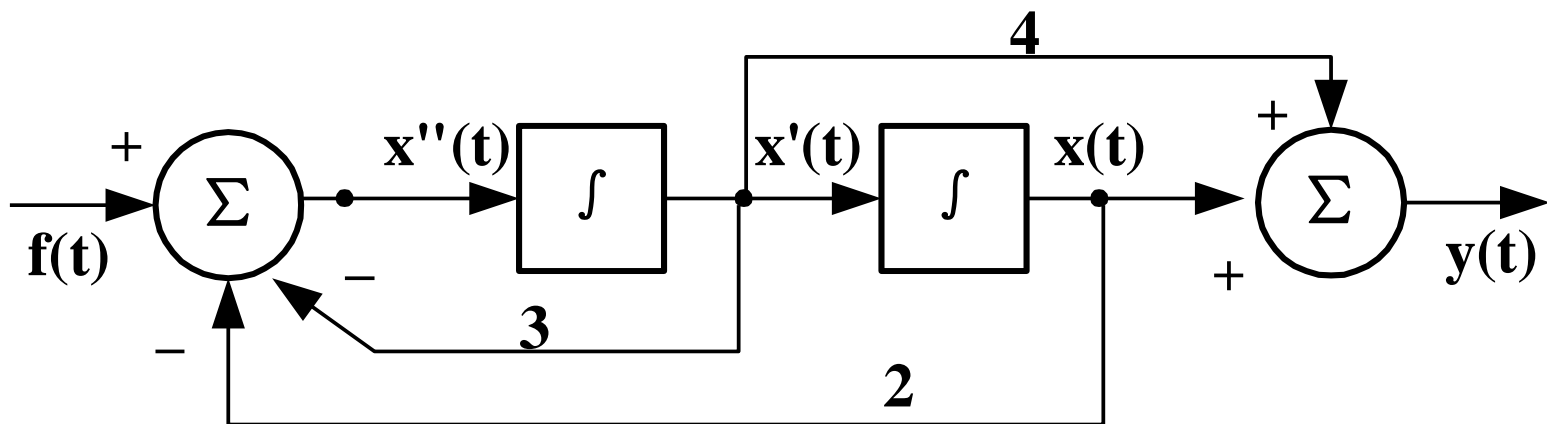 4
+ x''(t) x'(t) x(t) +
Σ ∫ ∫ Σ
f(t) − + y(t)
− 3
2